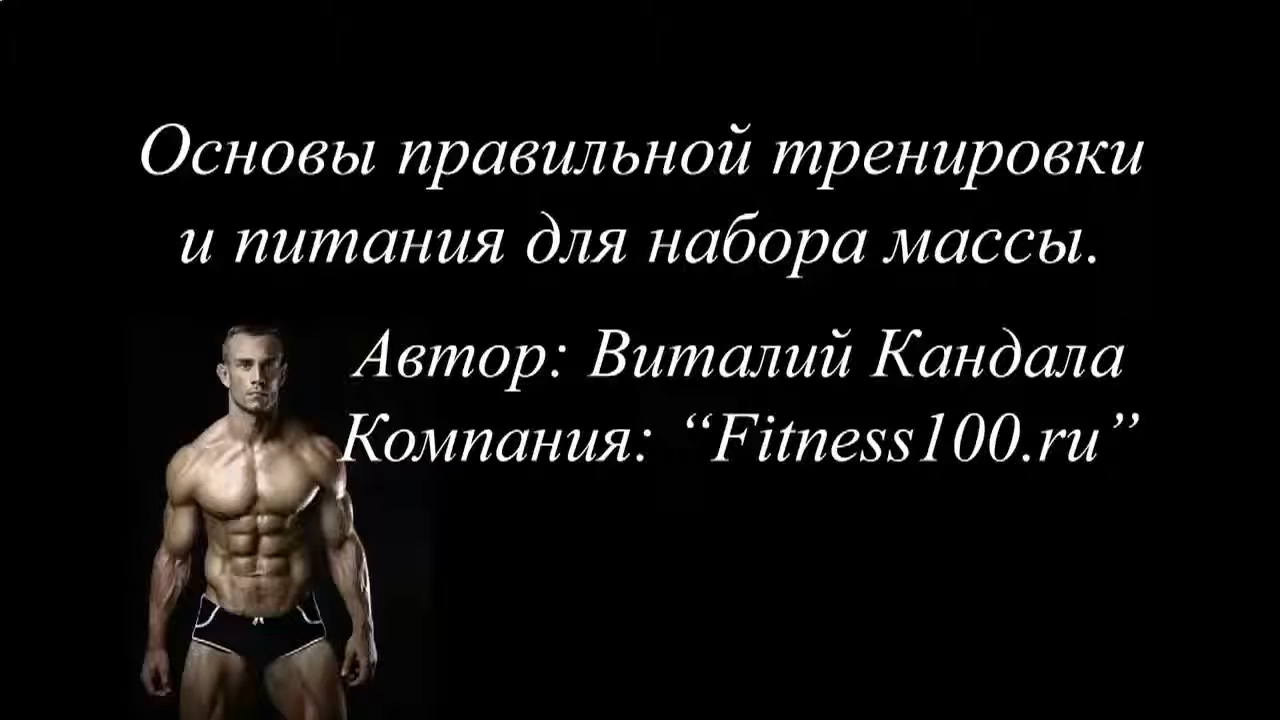 Основы правильной тренировки
и питания для набора массы.
Автор: Виталий Кандала
Компания: “Fitness100.ru”